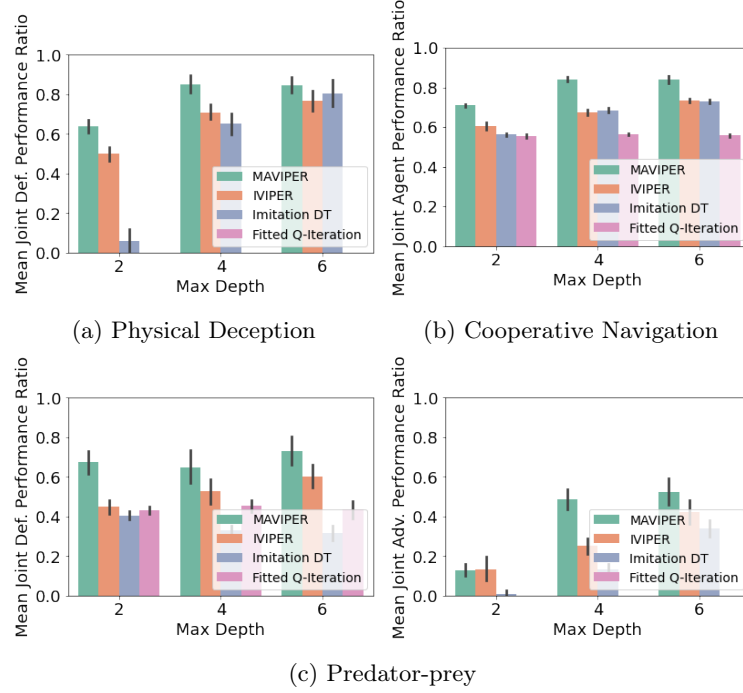 Mean Joint Def. Performance Ratio
1.0
0.8
0.6
0.4
0.2
0.0
MAVIPER
IVIPER
Imitation DT
Fitted Q-Iteration
2 4 6
Max Depth
(a) Physical Deception
Mean Joint Agent Performance Ratio
1.0
0.8
0.6
0.4
0.2
0.0
MAVIPER
IVIPER
Imitation DT
Fitted Q-Iteration
2 4 6
Max Depth
(b) Cooperative Navigation
Mean Joint Def. Performance Ratio
1.0
0.8
0.6
0.4
0.2
0.0
MAVIPER
IVIPER
Imitation DT
Fitted Q-Iteration
2 4 6
Max Depth
Mean Joint Adv. Performance Ratio
1.0
0.8
0.6
0.4
0.2
0.0
MAVIPER
IVIPER
Imitation DT
Fitted Q-Iteration
2 4 6
Max Depth
(c) Predator-prey